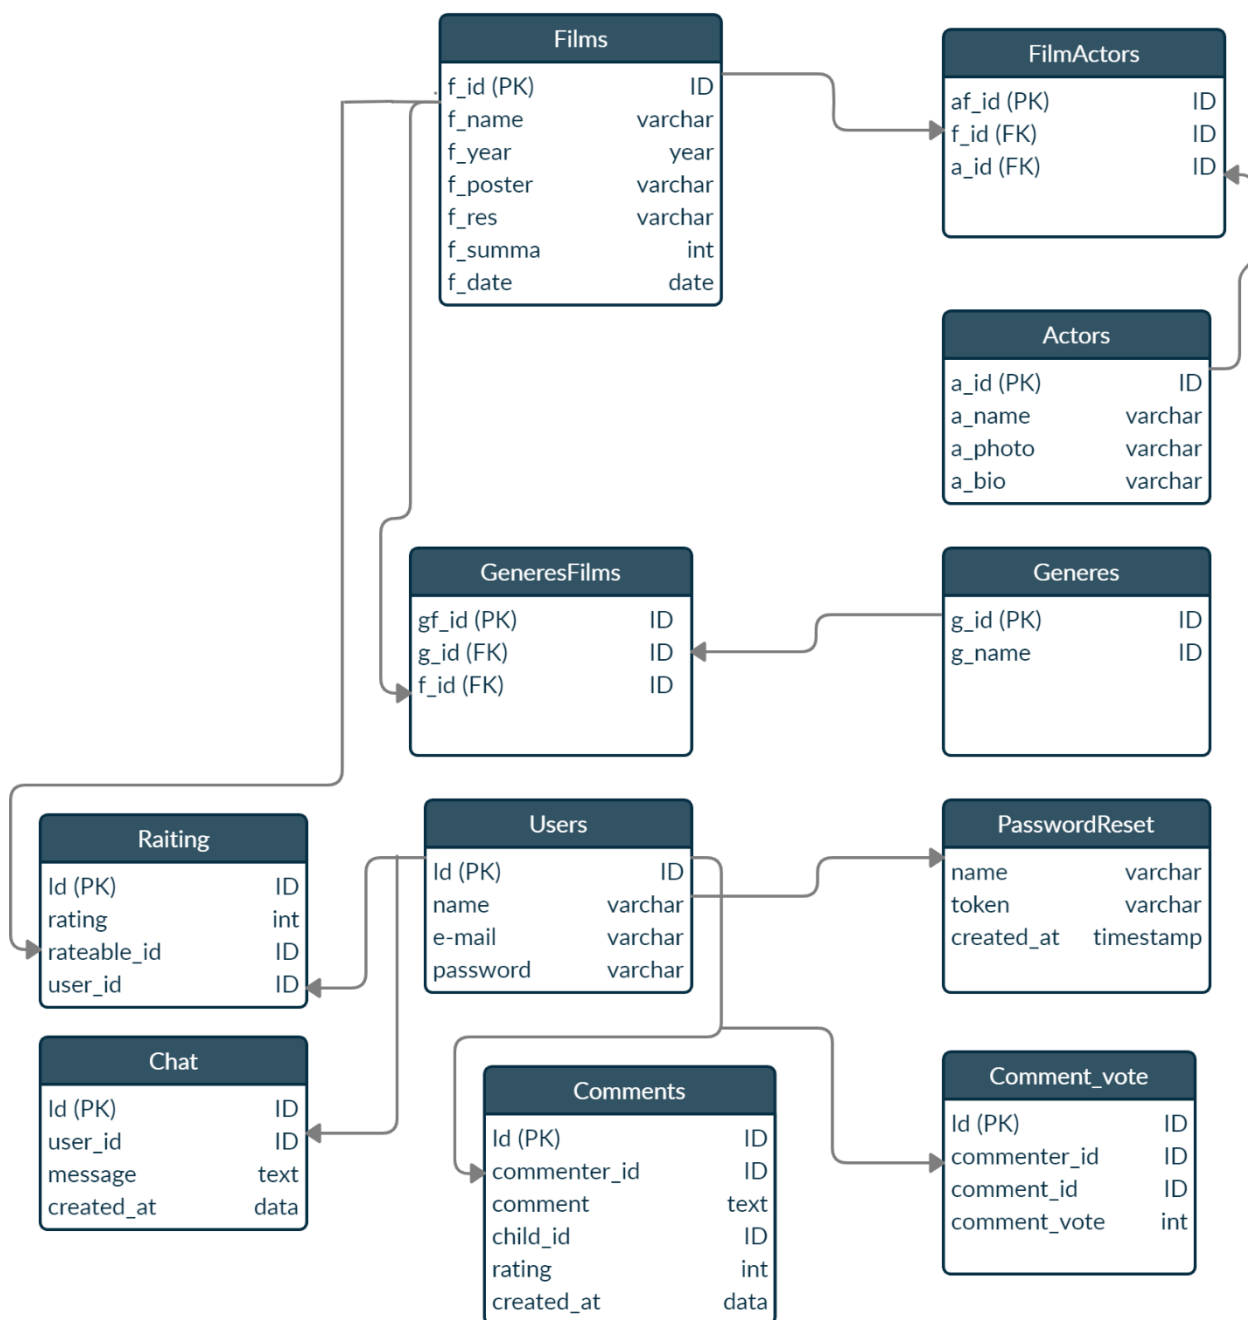 Films
f_id (PK) ID
f_name varchar
f_year year
f_poster varchar
f_res varchar
f_summa int
f_date date
FilmActors
af_id (PK) ID
f_id (FK) ID
a_id (FK) ID
Actors
a_id (PK) ID
a_name varchar
a_photo varchar
a_bio varchar
GeneresFilms
gf_id (PK) ID
g_id (FK) ID
f_id (FK) ID
Generes
g_id (PK) ID
g_name ID
Raiting
Id (PK) ID
rating int
rateable_id ID
user_id ID
Users
Id (PK) ID
name varchar
e-mail varchar
password varchar
PasswordReset
name varchar
token varchar
created_at timestamp
Chat
Id (PK) ID
user_id ID
message text
created_at data
Comments
Id (PK) ID
commenter_id ID
comment text
child_id ID
rating int
created_at data
Comment_vote
Id (PK) ID
commenter_id ID
comment_id ID
comment_vote int